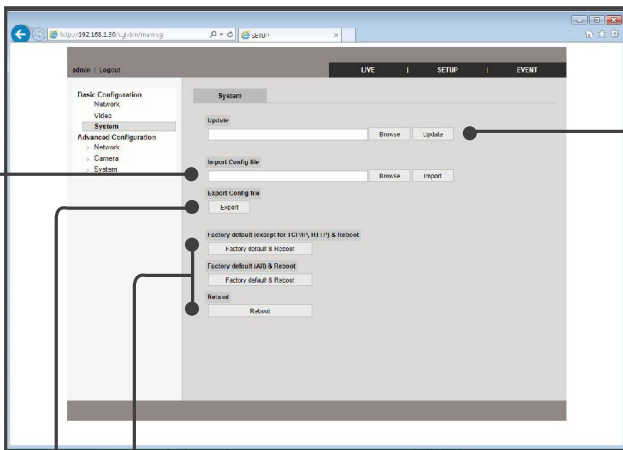 http://192.168.1.30/cgi-bin/main.cgi
SETUP
admin | Logout
LIVE | SETUP | EVENT
Basic Configuration
Network
Video
System
Advanced Configuration
> Network
> Camera
> System
System
Update
Browse
Update
Import Config file
Browse
Import
Export Config file
Export
Factory default (except for TCP/IP, HTTP) & Reboot
Factory default & Reboot
Factory default (All) & Reboot
Factory default & Reboot
Reboot
Reboot